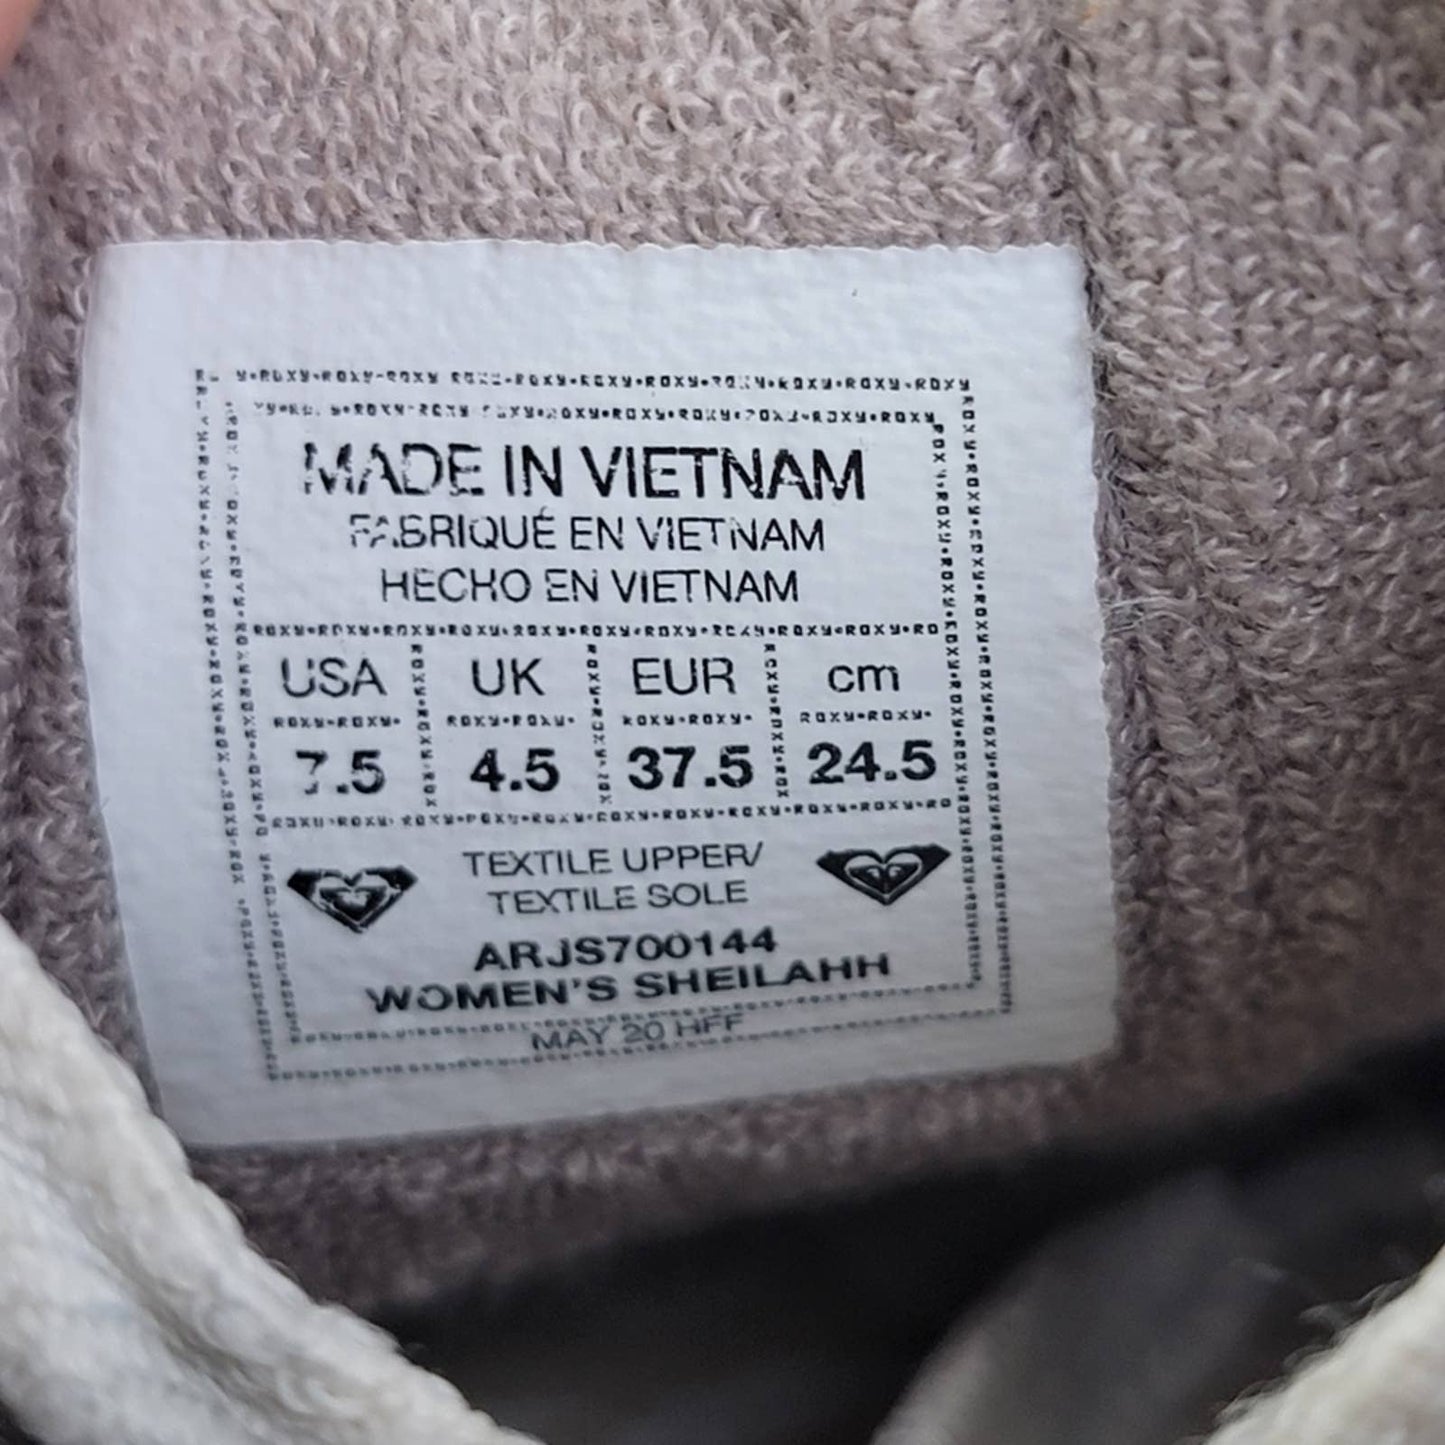 MADE IN VIETNAM
FABRIQUÉ EN VIETNAM
HECHO EN VIETNAM
USA UK EUR cm
7.5 4.5 37.5 24.5
TEXTILE UPPER/
TEXTILE SOLE
ARJS700144
WOMEN'S SHEILAHH
MAY 20 HFF